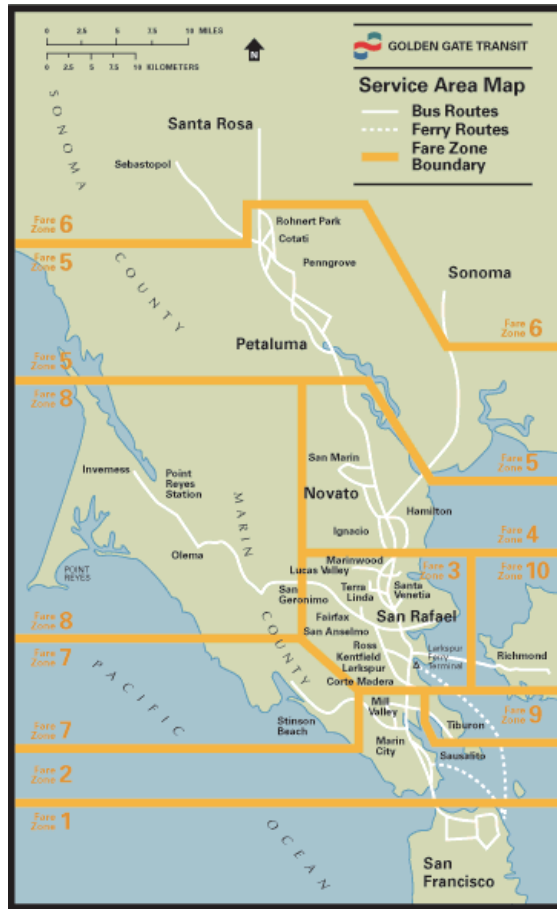 0 2.5 5 7.5 10 MILES
0 2.5 5 7.5 10 KILOMETERS
N
GOLDEN GATE TRANSIT
Service Area Map
Bus Routes
Ferry Routes
Fare Zone
Boundary
SONOMA
COUNTY
Santa Rosa
Sebastopol
Rohnert Park
Cotati
Penngrove
Fare
Zone 6
Fare
Zone 5
Sonoma
Fare
Zone 6
Petaluma
Fare
Zone 5
Fare
Zone 8
San Marin
Fare
Zone 5
Inverness
Point
Reyes
Station
MARIN
COUNTY
Novato
Hamilton
Ignacio
Fare
Zone 4
Olema
Marinwood
Lucas Valley
Fare
Zone 3
Fare
Zone 10
POINT
REYES
Terra
Linda
Santa
Venetia
San
Geronimo
Fairfax
San Rafael
San Anselmo
Fare
Zone 8
Fare
Zone 7
Ross
Kentfield
Larkspur
Corte Madera
Larkspur
Ferry
Terminal
Richmond
PACIFIC
OCEAN
Mill
Valley
Fare
Zone 9
Stinson
Beach
Tiburon
Marin
City
Sausalito
Fare
Zone 7
Fare
Zone 2
Fare
Zone 1
San
Francisco